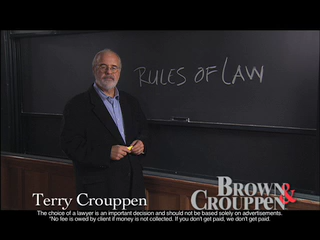 RULES OF LAW
Terry Crouppen
BROWN &
CROUPPEN
The choice of a lawyer is an important decision and should not be based solely on advertisements.
"No fee is owed by client if money is not collected. If you don't get paid, we don't get paid.